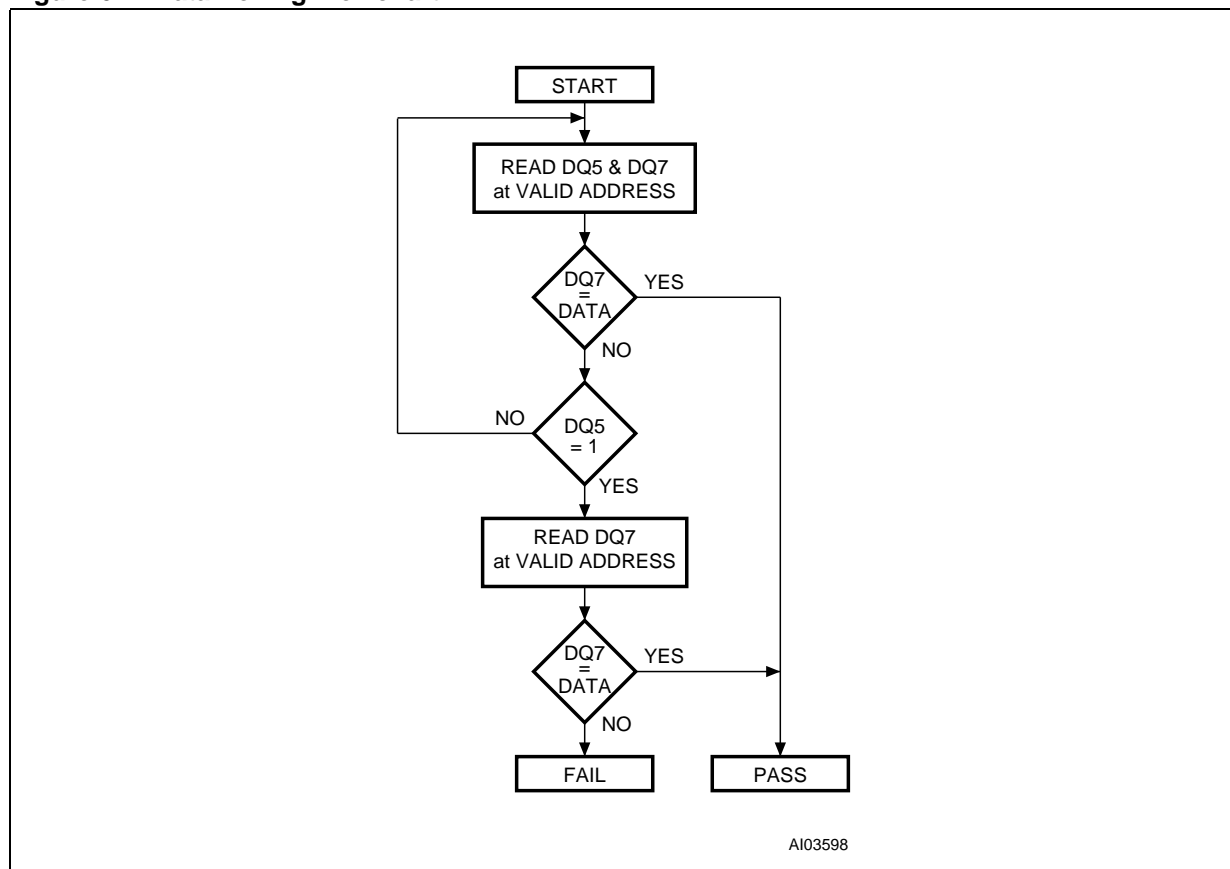 START
READ DQ5 & DQ7
at VALID ADDRESS
DQ7
=
DATA
YES
NO
NO
DQ5
= 1
YES
READ DQ7
at VALID ADDRESS
DQ7
=
DATA
YES
NO
FAIL
PASS
AI03598